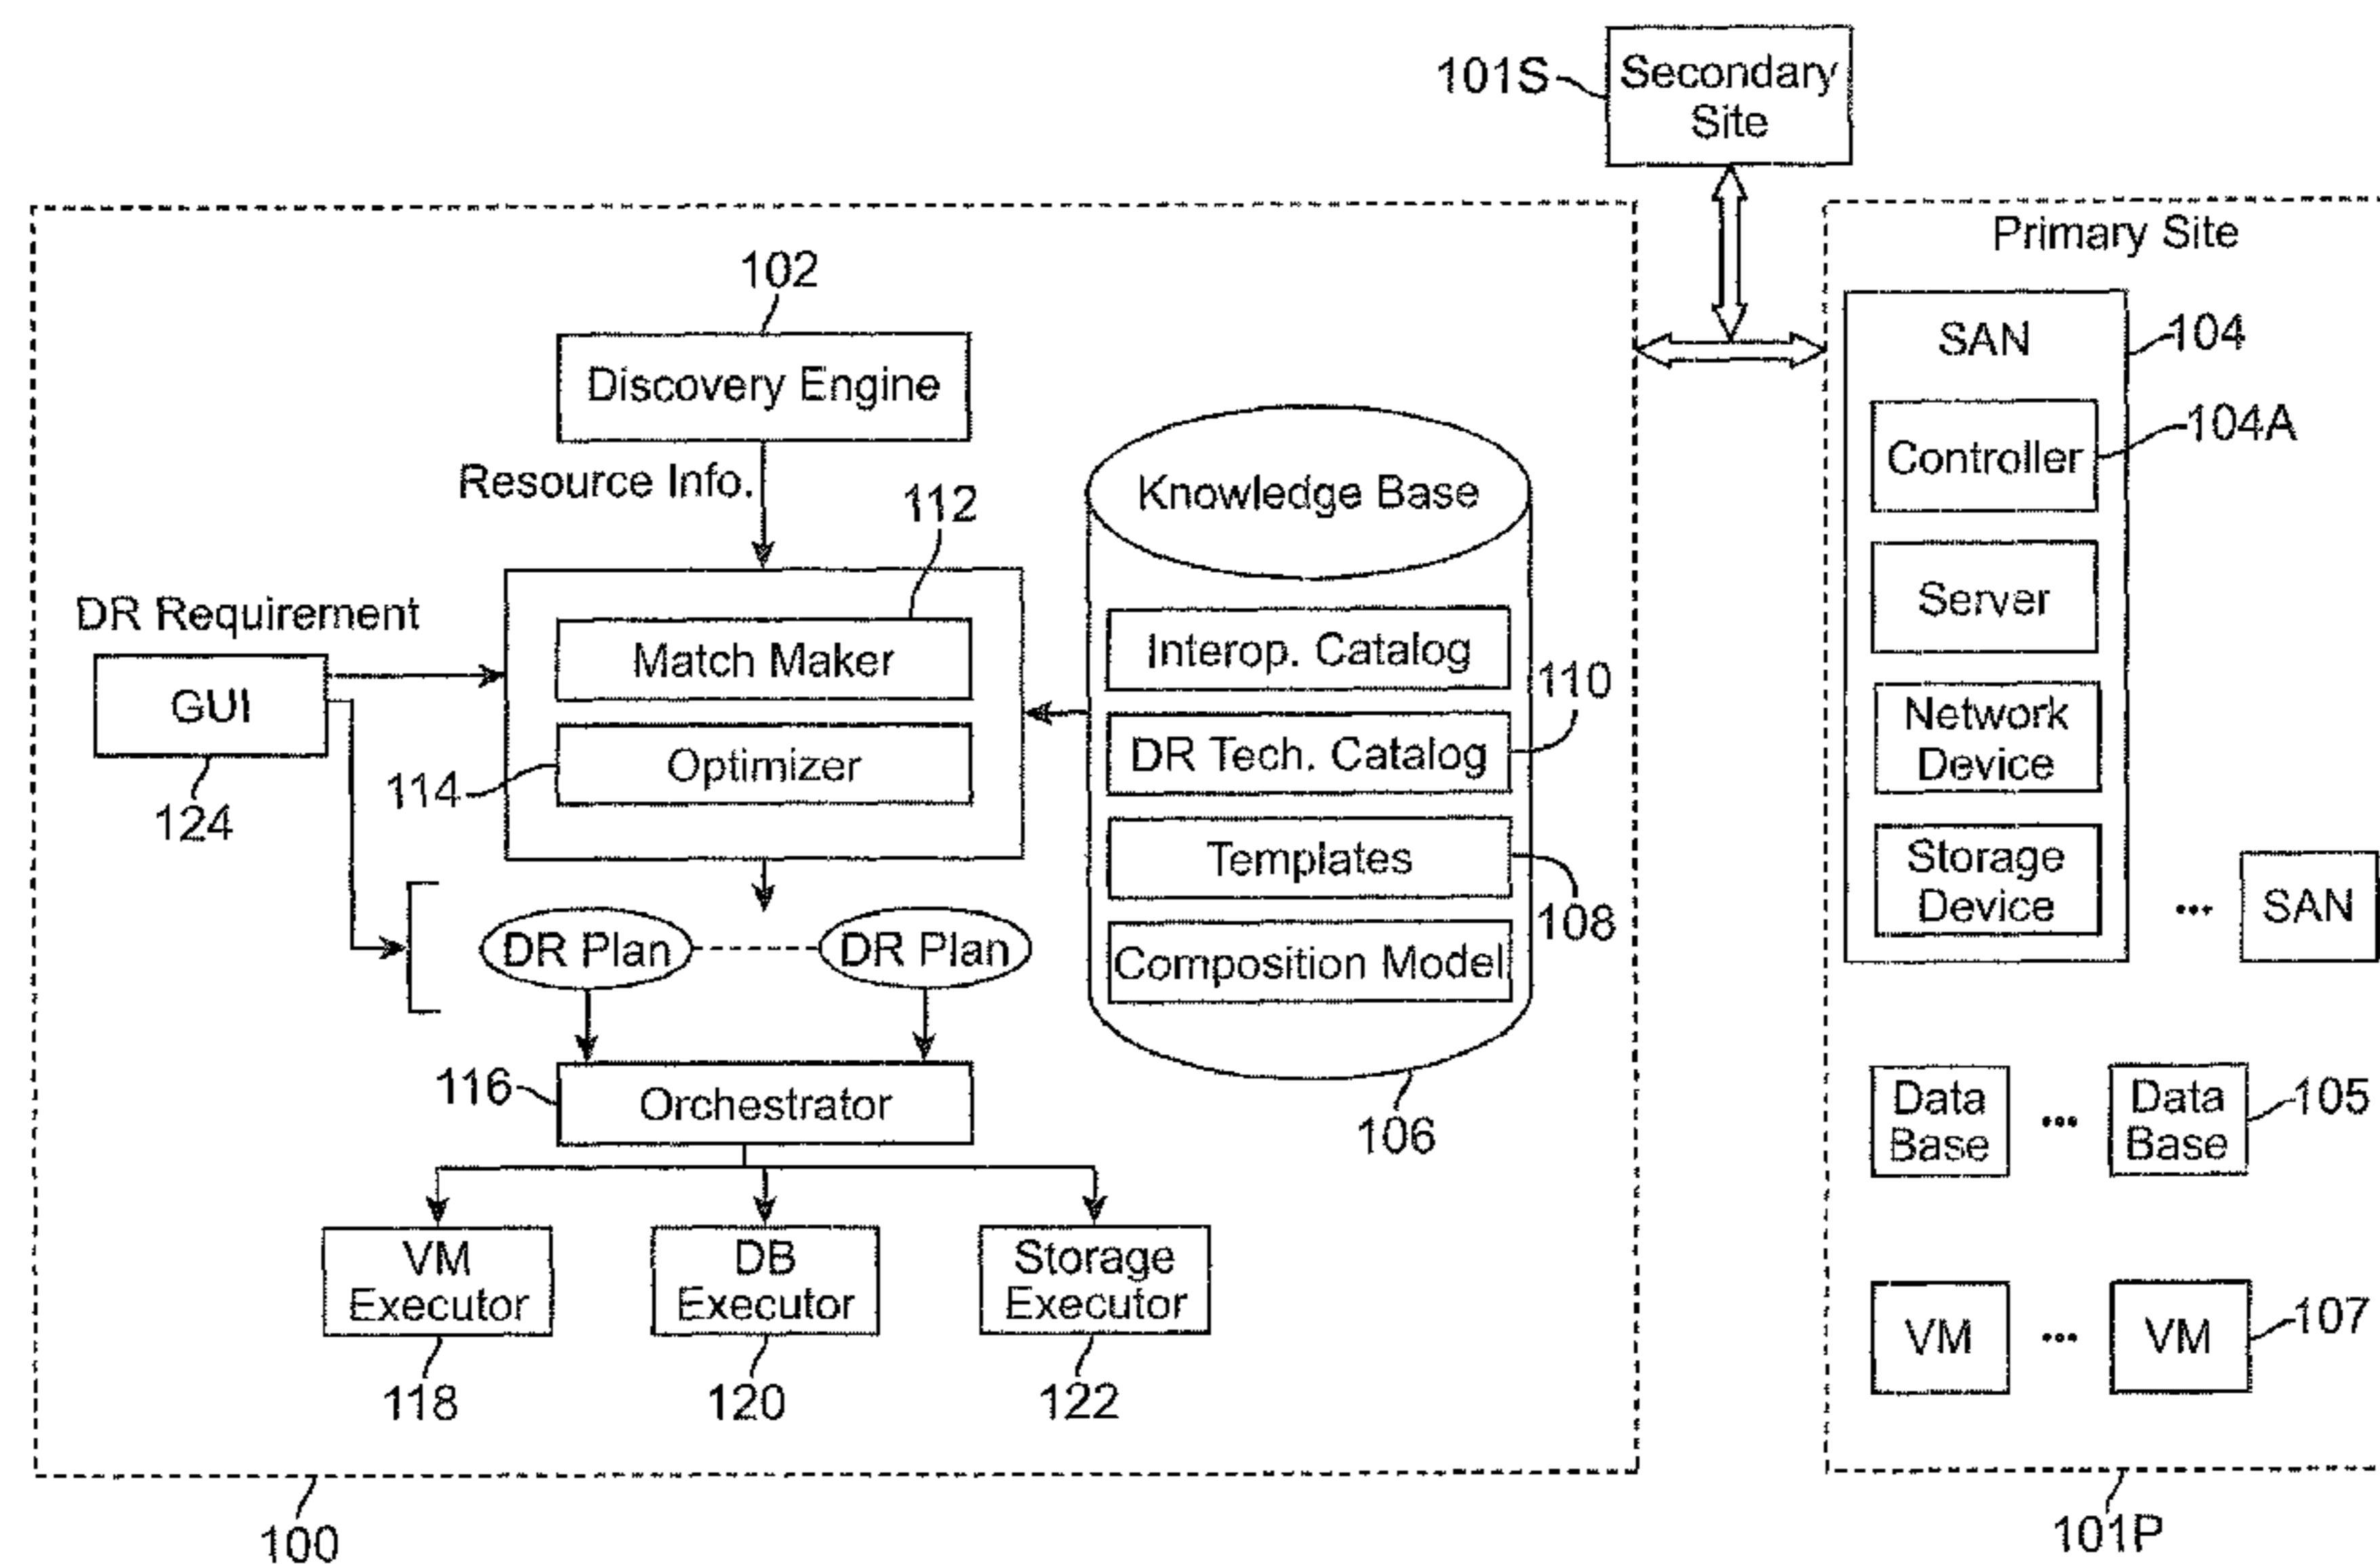 101S
Secondary
Site
Primary Site
102
Discovery Engine
Resource Info.
112
DR Requirement
GUI
124
Match Maker
Optimizer
114
Knowledge Base
Interop. Catalog
110
DR Tech. Catalog
Templates
108
Composition Model
106
DR Plan
DR Plan
116
Orchestrator
VM
Executor
118
DB
Executor
120
Storage
Executor
122
100
SAN
104
Controller
104A
Server
Network
Device
Storage
Device
... SAN
Data
Base
...
Data
Base
105
VM ... VM
107
101P